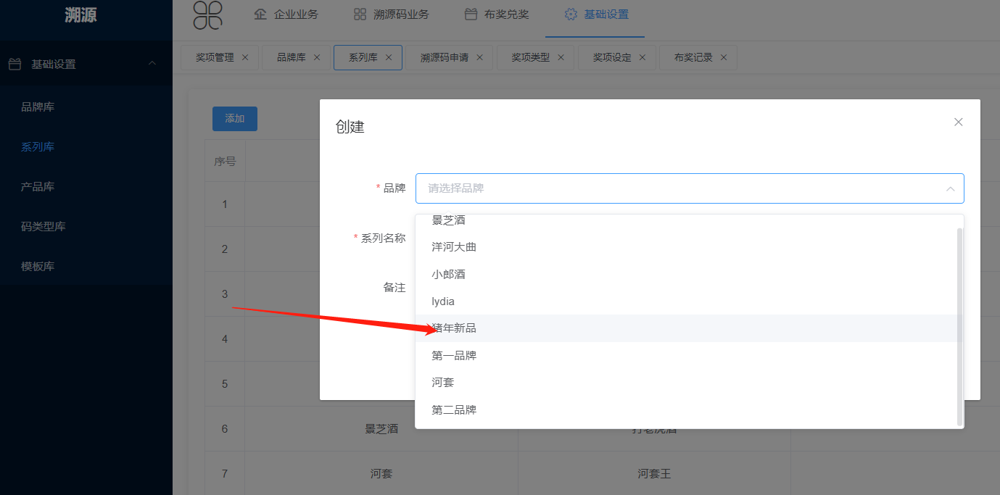 溯源
企业业务
溯源码业务
布奖兑奖
基础设置
基础设置
品牌库
系列库
产品库
码类型库
模板库
奖项管理
品牌库
系列库
溯源码申请
奖项类型
奖项设定
布奖记录
添加
序号
1
2
3
4
5
6
景芝酒
7
河套
河套王
创建
* 品牌
请选择品牌
* 系列名称
备注
景芝酒
洋河大曲
小郎酒
lydia
猪年新品
第一品牌
河套
第二品牌